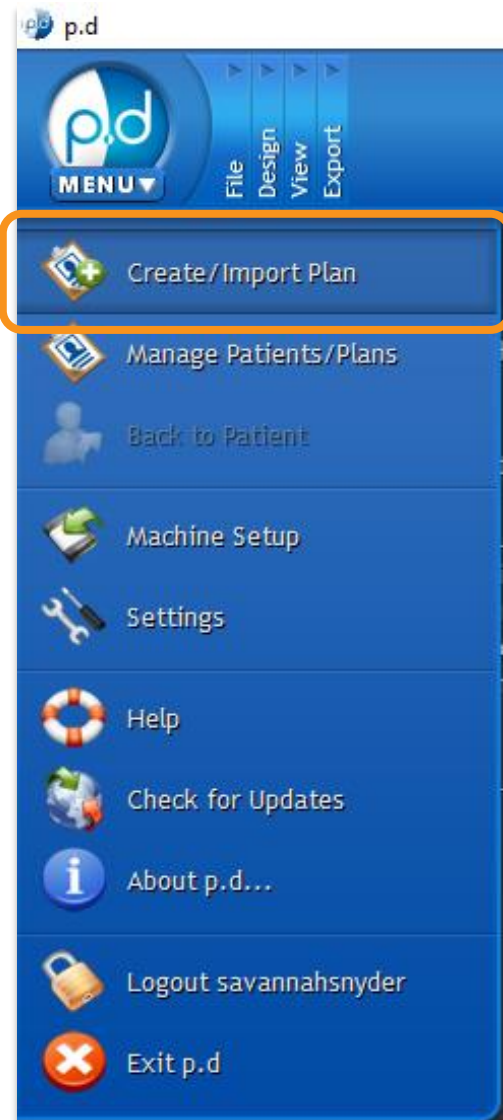 p.d
p.d
MENU
File
Design
View
Export
Create/Import Plan
Manage Patients/Plans
Back to Patient
Machine Setup
Settings
Help
Check for Updates
About p.d...
Logout savannahsnyder
Exit p.d